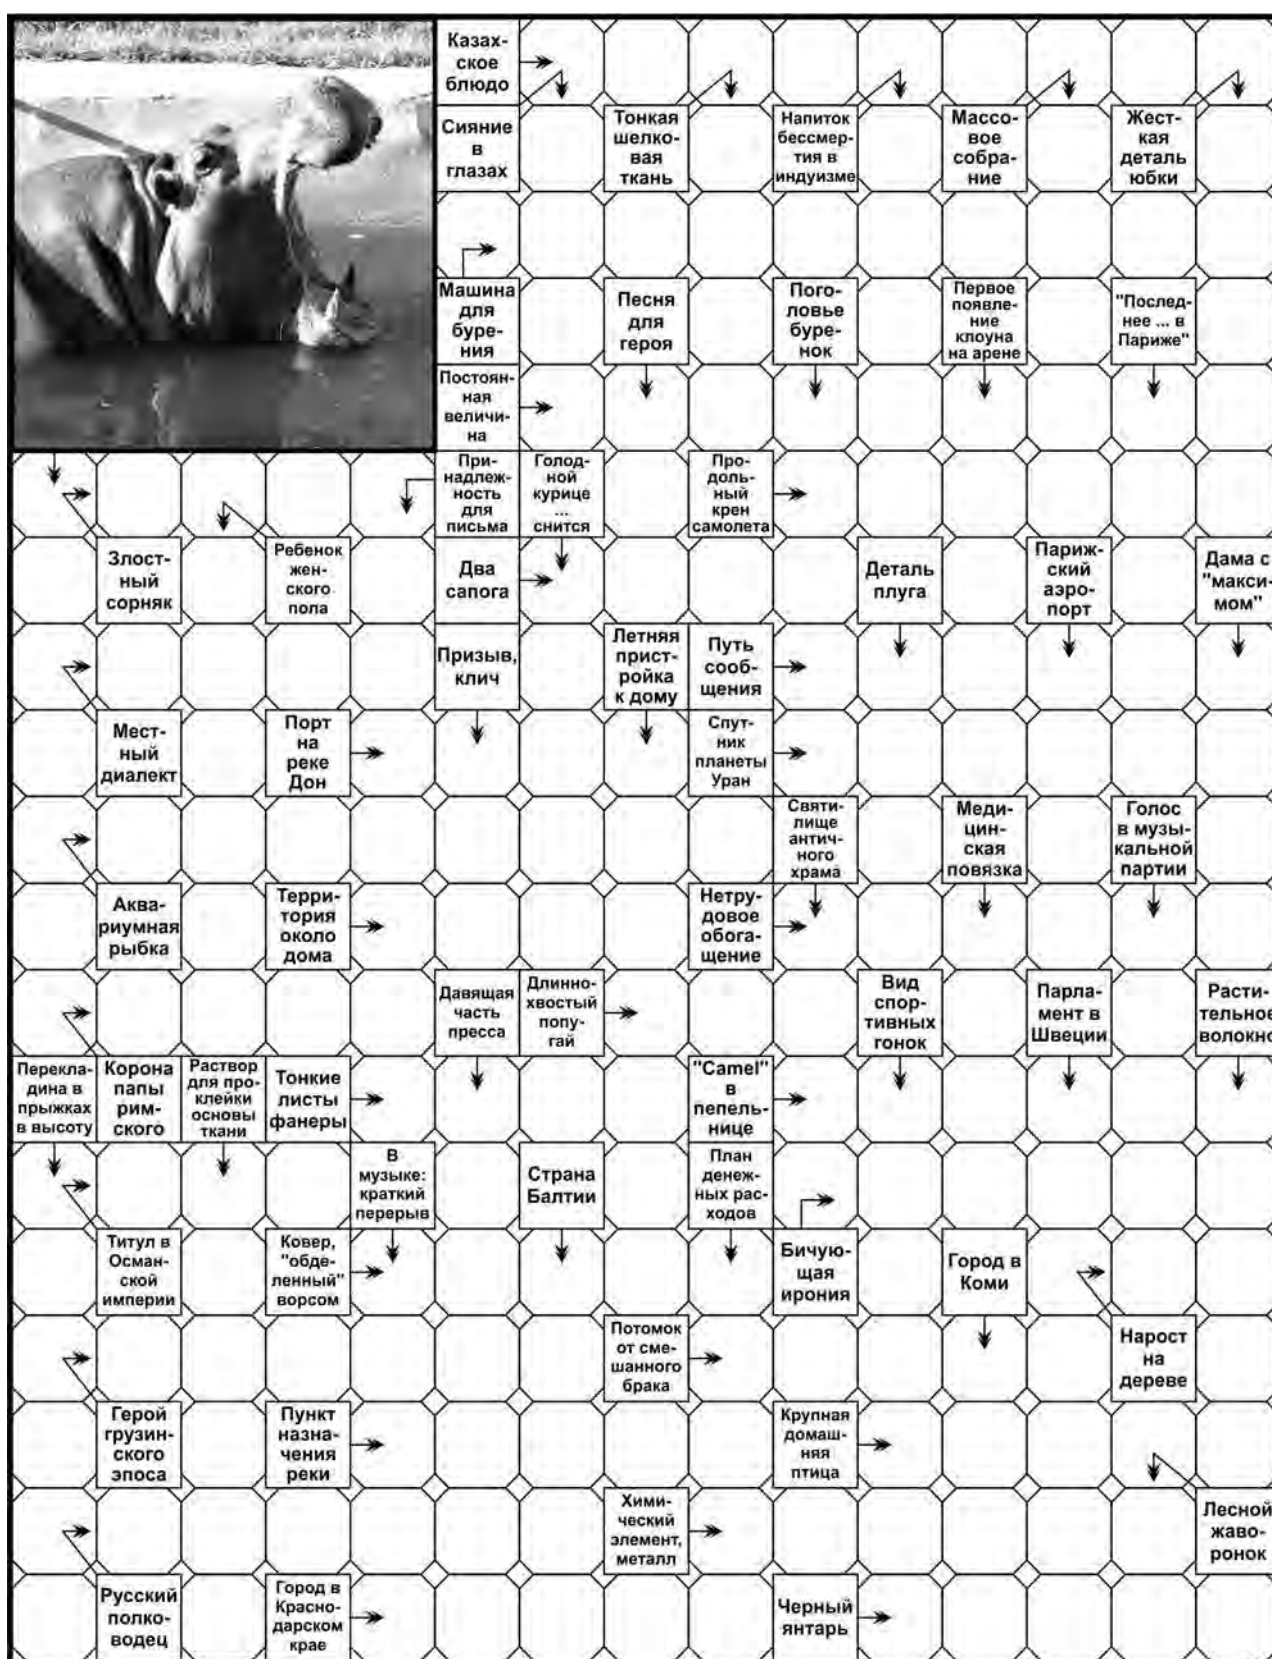 Казах-
ское
блюдо
Сияние
в
глазах
Тонкая
шелко-
вая
ткань
Напиток
бессмер-
тия в
индуизме
Массо-
вое
собра-
ние
Жест-
кая
деталь
юбки
Машина
для
буре-
ния
Песня
для
героя
Пого-
ловье
буре-
нок
Первое
появле-
ние
клоуна
на арене
"Послед-
нее ... в
Париже"
Постоян-
ная
величи-
на
При-
надлеж-
ность
для
письма
Голод-
ной
курице
...
снится
Про-
доль-
ный
крен
самолета
Злост-
ный
сорняк
Ребенок
жен-
ского
пола
Два
сапога
Деталь
плуга
Париж-
ский
аэро-
порт
Дама с
"макси-
мом"
Призыв,
клич
Летняя
прист-
ройка
к дому
Путь
сооб-
щения
Мест-
ный
диалект
Порт
на
реке
Дон
Спут-
ник
планеты
Уран
Святи-
лище
антич-
ного
храма
Меди-
цин-
ская
повязка
Голос
в музы-
кальной
партии
Аква-
риумная
рыбка
Терри-
тория
около
дома
Нетру-
довое
обога-
щение
Давящая
часть
пресса
Длинно-
хвостый
попу-
гай
Вид
спор-
тивных
гонок
Парла-
мент в
Швеции
Расти-
тельное
волокно
Перекла-
дина в
прыжках
в высоту
Корона
папы
рим-
ского
Раствор
для про-
клейки
основы
ткани
Тонкие
листы
фанеры
"Camel"
в
пепель-
нице
В
музыке:
краткий
перерыв
Страна
Балтии
План
денеж-
ных рас-
ходов
Титул в
Осман-
ской
империи
Ковер,
"обде-
ленный"
ворсом
Бичую-
щая
ирония
Город в
Коми
Потомок
от сме-
шанного
брака
Нарост
на
дереве
Герой
грузин-
ского
эпоса
Пункт
назна-
чения
реки
Крупная
домаш-
няя
птица
Хими-
ческий
элемент,
металл
Лесной
жаво-
ронок
Русский
полко-
водец
Город в
Красно-
дарском
крае
Черный
янтарь